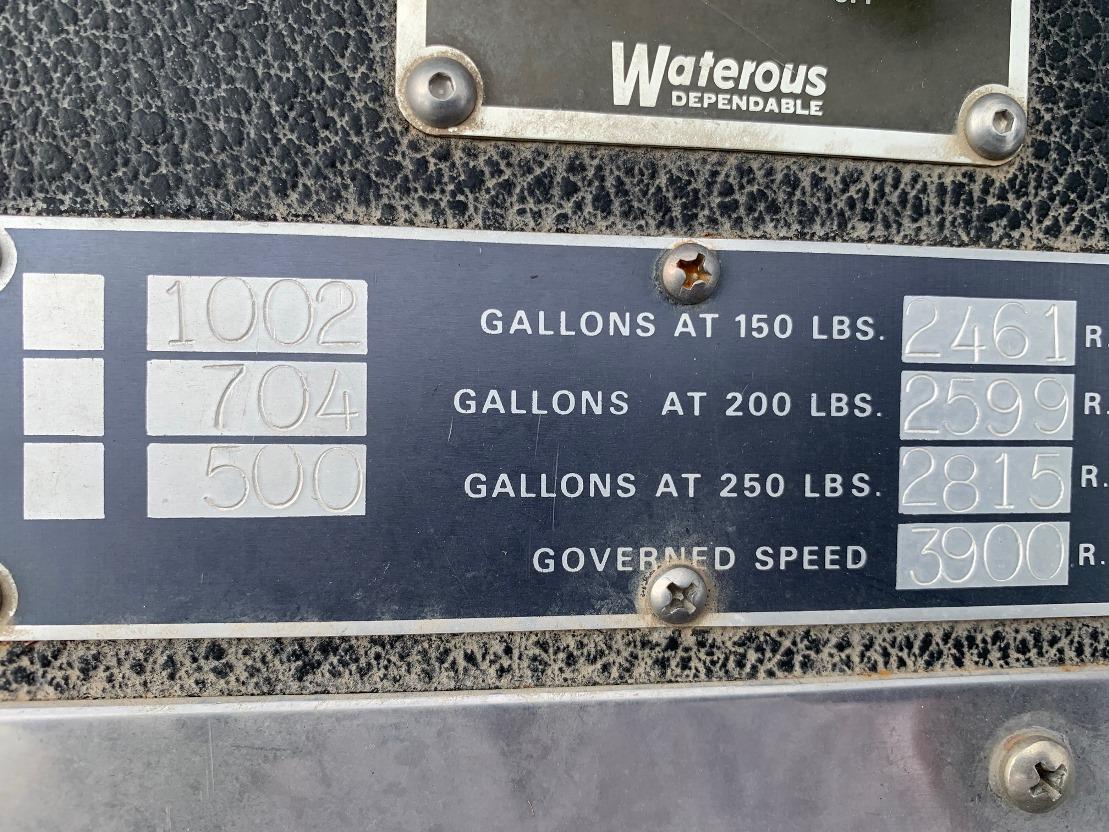 Waterous
DEPENDABLE
1002 GALLONS AT 150 LBS. 2461 R.
704 GALLONS AT 200 LBS. 2599 R.
500 GALLONS AT 250 LBS. 2815 R.
GOVERNED SPEED 3900 R.